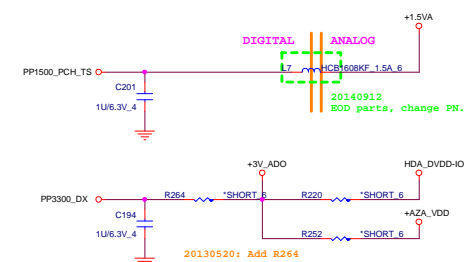 +1.5VA
DIGITAL ANALOG
PP1500_PCH_TS
L7 HCB1608KF_1.5A_6
C201
1U/6.3V_4
20140912
EOD parts, change PN.
+3V_ADO HDA_DVDD-IO
PP3300_DX R264 *SHORT_6 R220 *SHORT_6
C194
1U/6.3V_4
+AZA_VDD
R252 *SHORT_6
20130520: Add R264